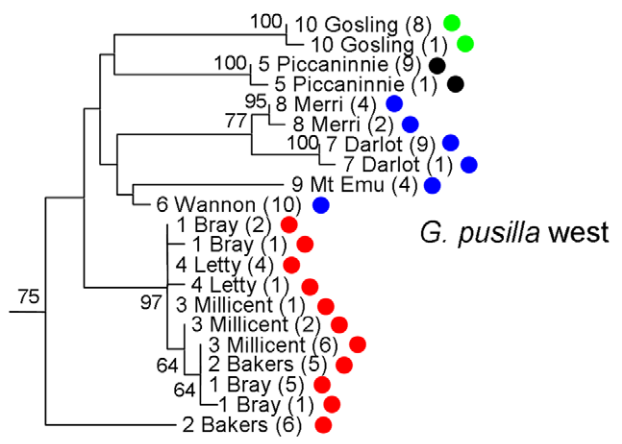 100 10 Gosling (8)
10 Gosling (1)
100 5 Piccaninnie (9)
5 Piccaninnie (1)
95 8 Merri (4)
77 8 Merri (2)
100 7 Darlot (9)
7 Darlot (1)
9 Mt Emu (4)
6 Wannon (10)
1 Bray (2)
G. pusilla west
1 Bray (1)
4 Letty (4)
4 Letty (1)
75
97
3 Millicent (1)
3 Millicent (2)
3 Millicent (6)
64 2 Bakers (5)
64 1 Bray (5)
1 Bray (1)
2 Bakers (6)